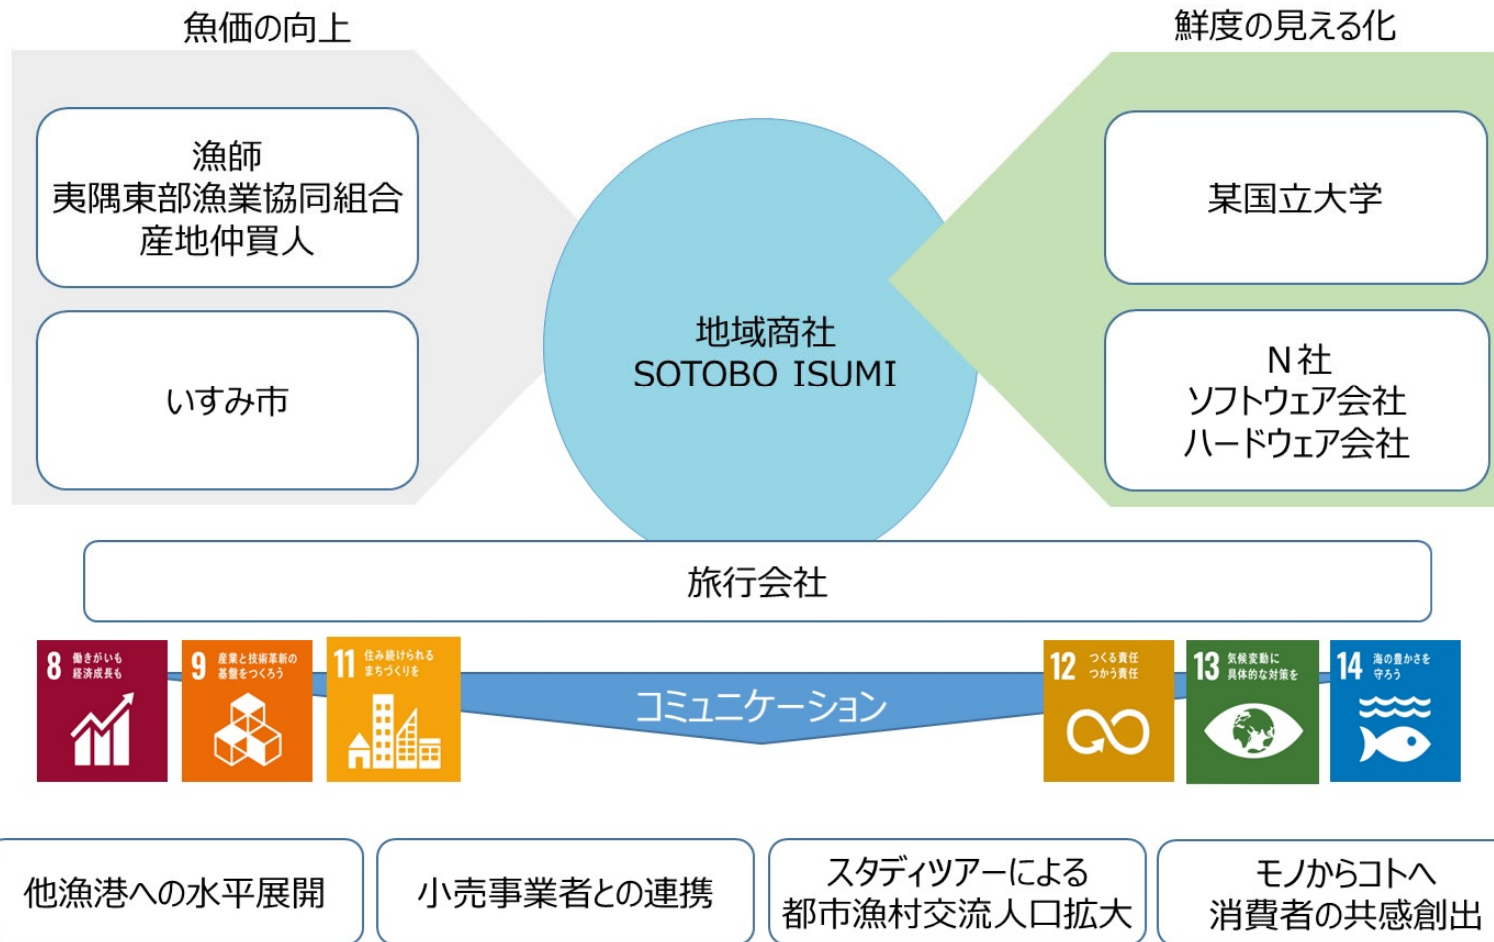 魚価の向上
鮮度の見える化
漁師
夷隅東部漁業協同組合
産地仲買人
いすみ市
地域商社
SOTOBO ISUMI
某国立大学
N社
ソフトウェア会社
ハードウェア会社
旅行会社
8 働きがいも
経済成長も
9 産業と技術革新の
基盤をつくろう
11 住み続けられる
まちづくりを
コミュニケーション
12 つくる責任
つかう責任
13 気候変動に
具体的な対策を
14 海の豊かさを
守ろう
他漁港への水平展開
小売事業者との連携
スタディツアーによる
都市漁村交流人口拡大
モノからコトへ
消費者の共感創出